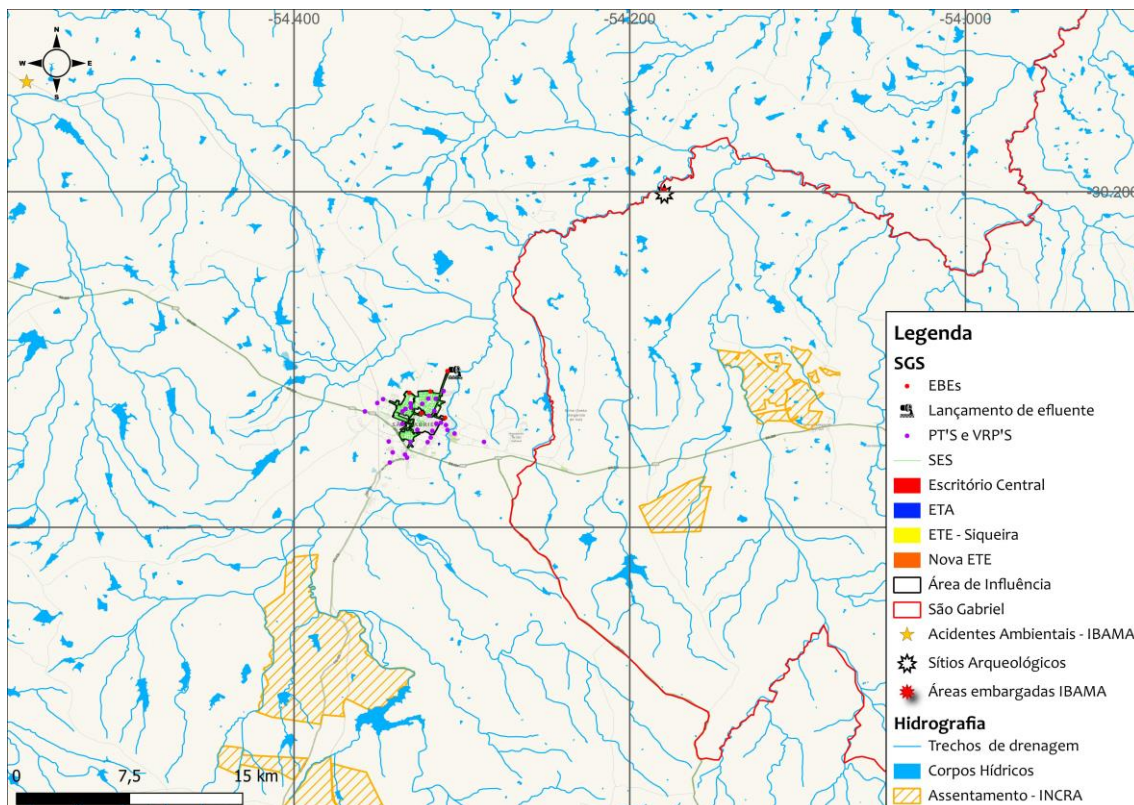 -54.400
-54.200
-54.000
N
W
E
S
-30.200
Legenda
SGS
EBEs
Lançamento de efluente
PT'S e VRP'S
SES
Escritório Central
ETA
ETE - Siqueira
Nova ETE
Área de Influência
São Gabriel
Acidentes Ambientais - IBAMA
Sítios Arqueológicos
Áreas embargadas IBAMA
Hidrografia
Trechos de drenagem
Corpos Hídricos
Assentamento - INCRA
0
7,5
15 km